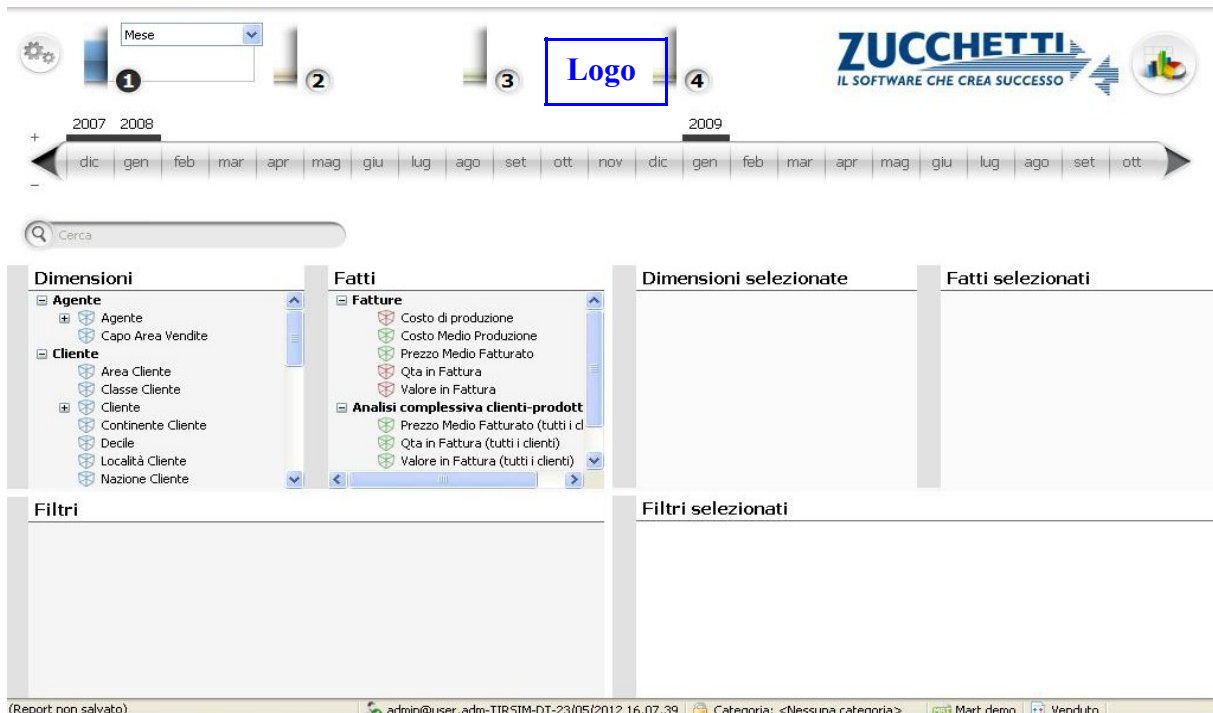 Mese
1
2
3
Logo
4
ZUCCHETTI
IL SOFTWARE CHE CREA SUCCESSO
2007 2008 2009
+
dic gen feb mar apr mag giu lug ago set ott nov dic gen feb mar apr mag giu lug ago set ott
−
Cerca
Dimensioni
Agente
Agente
Capo Area Vendite
Cliente
Area Cliente
Classe Cliente
Cliente
Continente Cliente
Decile
Località Cliente
Nazione Cliente
Fatti
Fatture
Costo di produzione
Costo Medio Produzione
Prezzo Medio Fatturato
Qta in Fattura
Valore in Fattura
Analisi complessiva clienti-prodott
Prezzo Medio Fatturato (tutti i cl
Qta in Fattura (tutti i clienti)
Valore in Fattura (tutti i clienti)
Dimensioni selezionate
Fatti selezionati
Filtri
Filtri selezionati
(Report non salvato) admin@user.adm-TIRSIM-DT-23/05/2012 16.07.39 Categoria: <Nessuna categoria> Mart demo Venduto